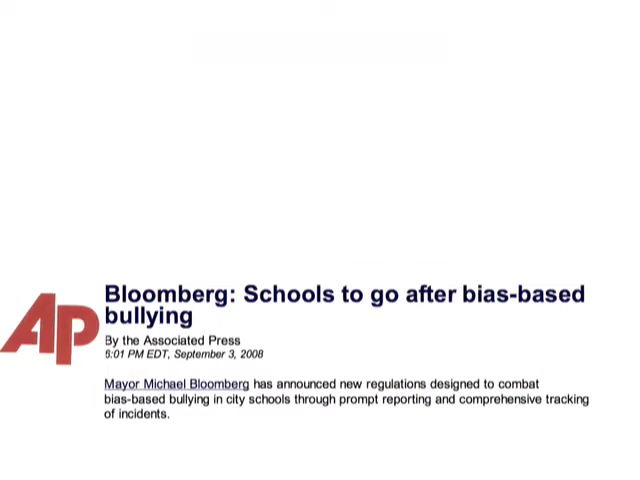 AP
Bloomberg: Schools to go after bias-based
bullying
By the Associated Press
6:01 PM EDT, September 3, 2008
Mayor Michael Bloomberg has announced new regulations designed to combat
bias-based bullying in city schools through prompt reporting and comprehensive tracking
of incidents.